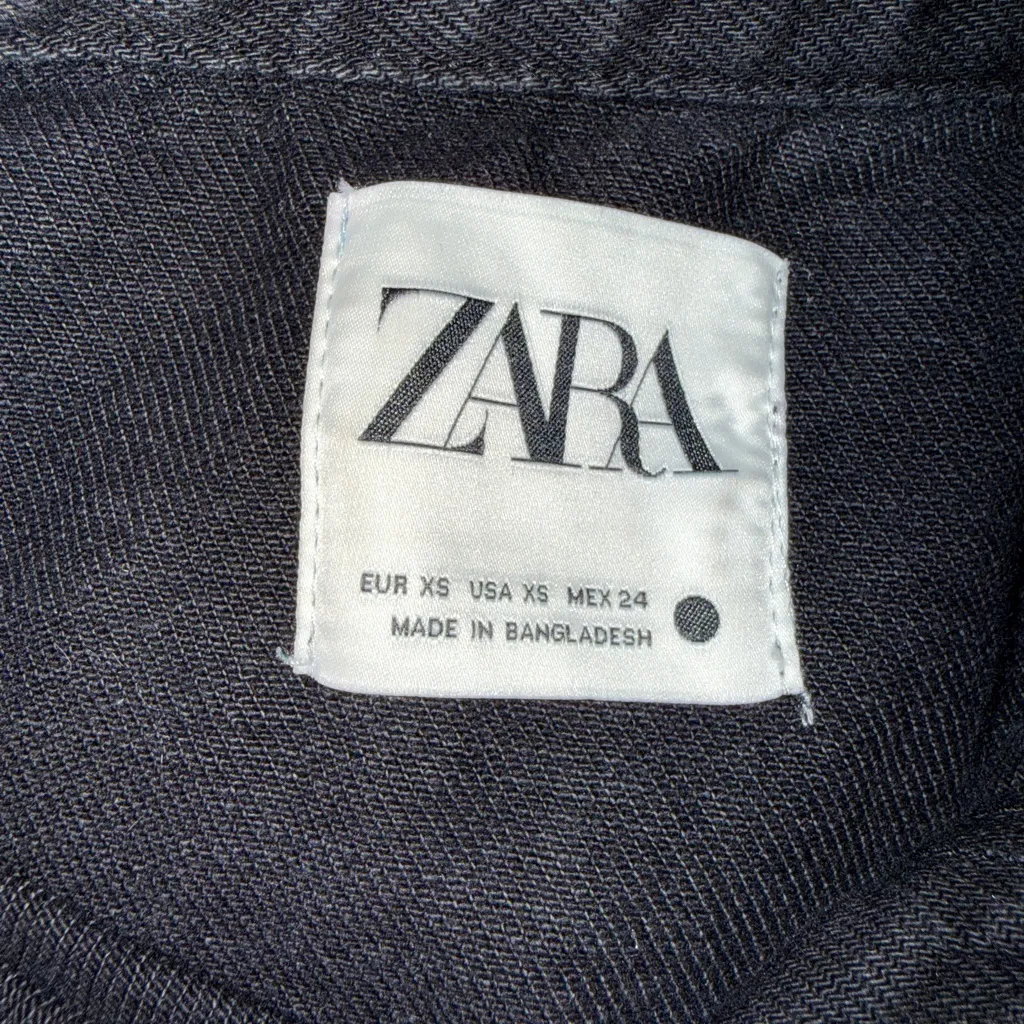 ZARA
EUR XS USA XS MEX 24
MADE IN BANGLADESH